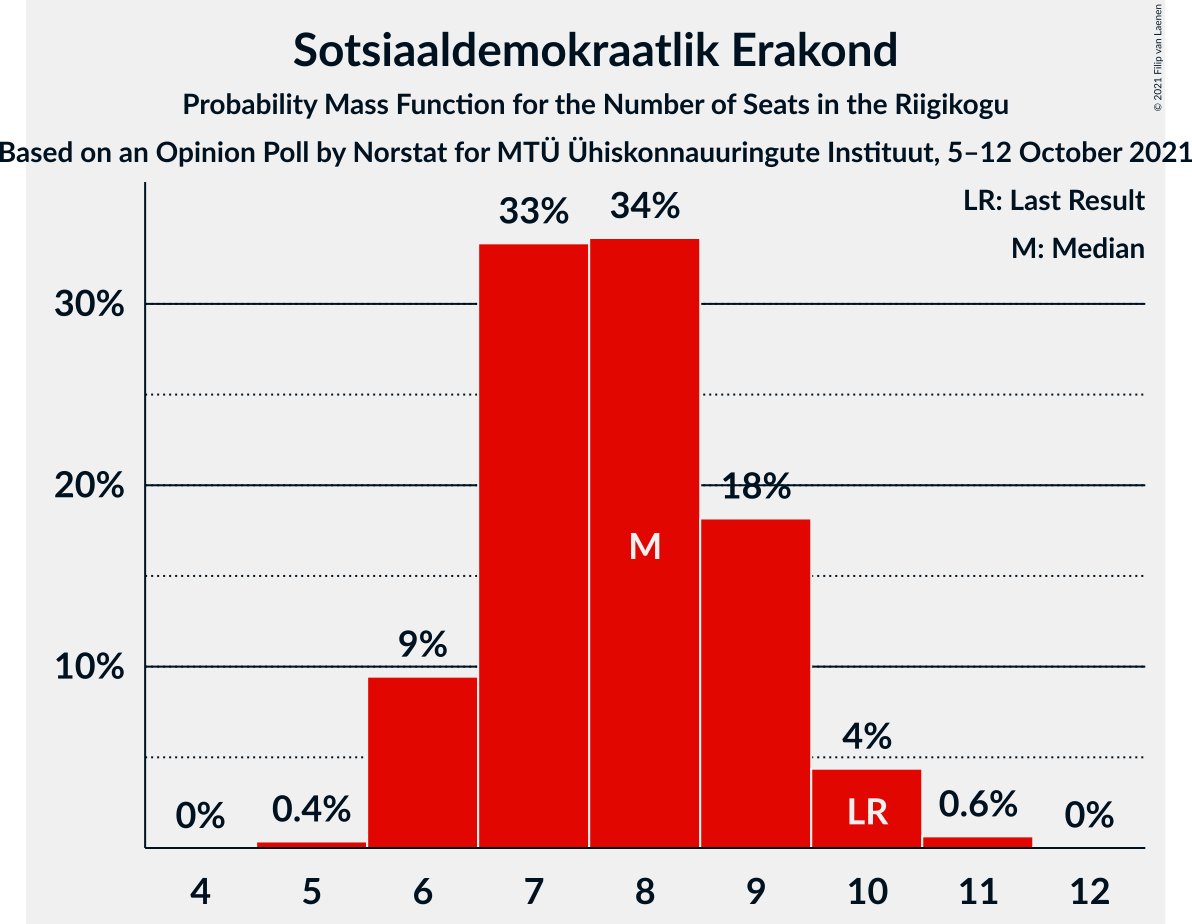 Sotsiaaldemokraatlik Erakond
Probability Mass Function for the Number of Seats in the Riigikogu
Based on an Opinion Poll by Norstat for MTÜ Ühiskonnauuringute Instituut, 5–12 October 2021
© 2021 Filip van Laenen
LR: Last Result
M: Median
30%
20%
10%
0%
0.4%
9%
33%
34%
18%
4%
0.6%
0%
M
LR
4 5 6 7 8 9 10 11 12